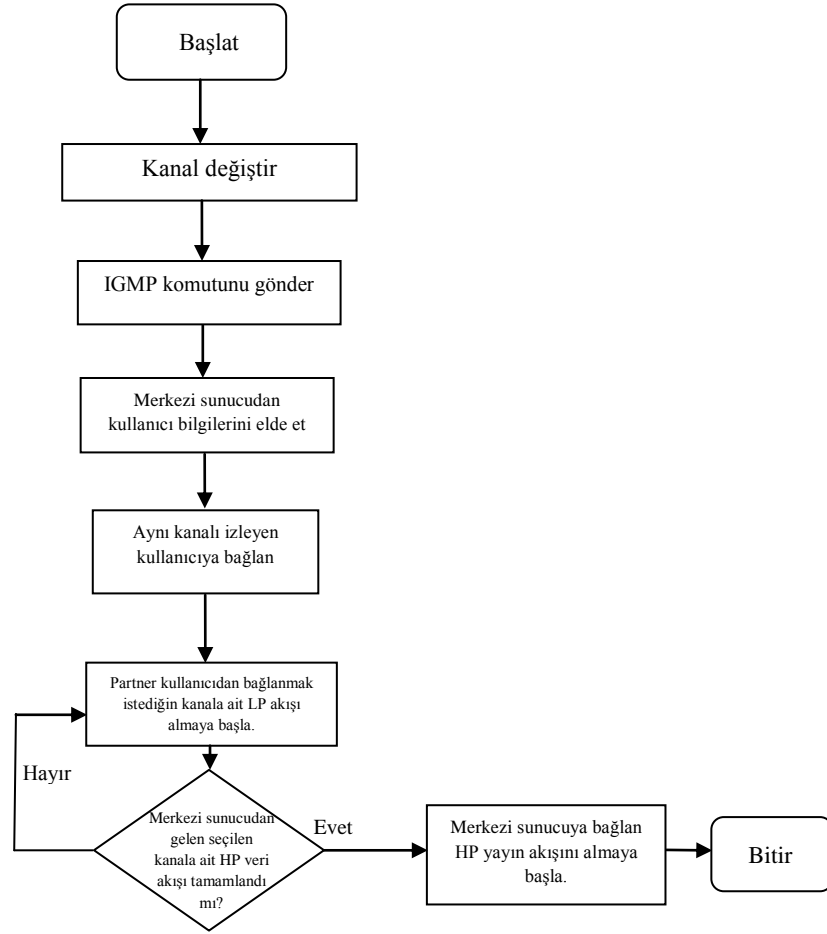 Başlat
Kanal değiştir
IGMP komutunu gönder
Merkezi sunucudan
kullanıcı bilgilerini elde et
Aynı kanalı izleyen
kullanıcıya bağlan
Partner kullanıcıdan bağlanmak
istediğin kanala ait LP akışı
almaya başla.
Hayır
Merkezi sunucudan
gelen seçilen
kanala ait HP veri
akışı tamamlandı
mı?
Evet
Merkezi sunucuya bağlan
HP yayın akışını almaya
başla.
Bitir